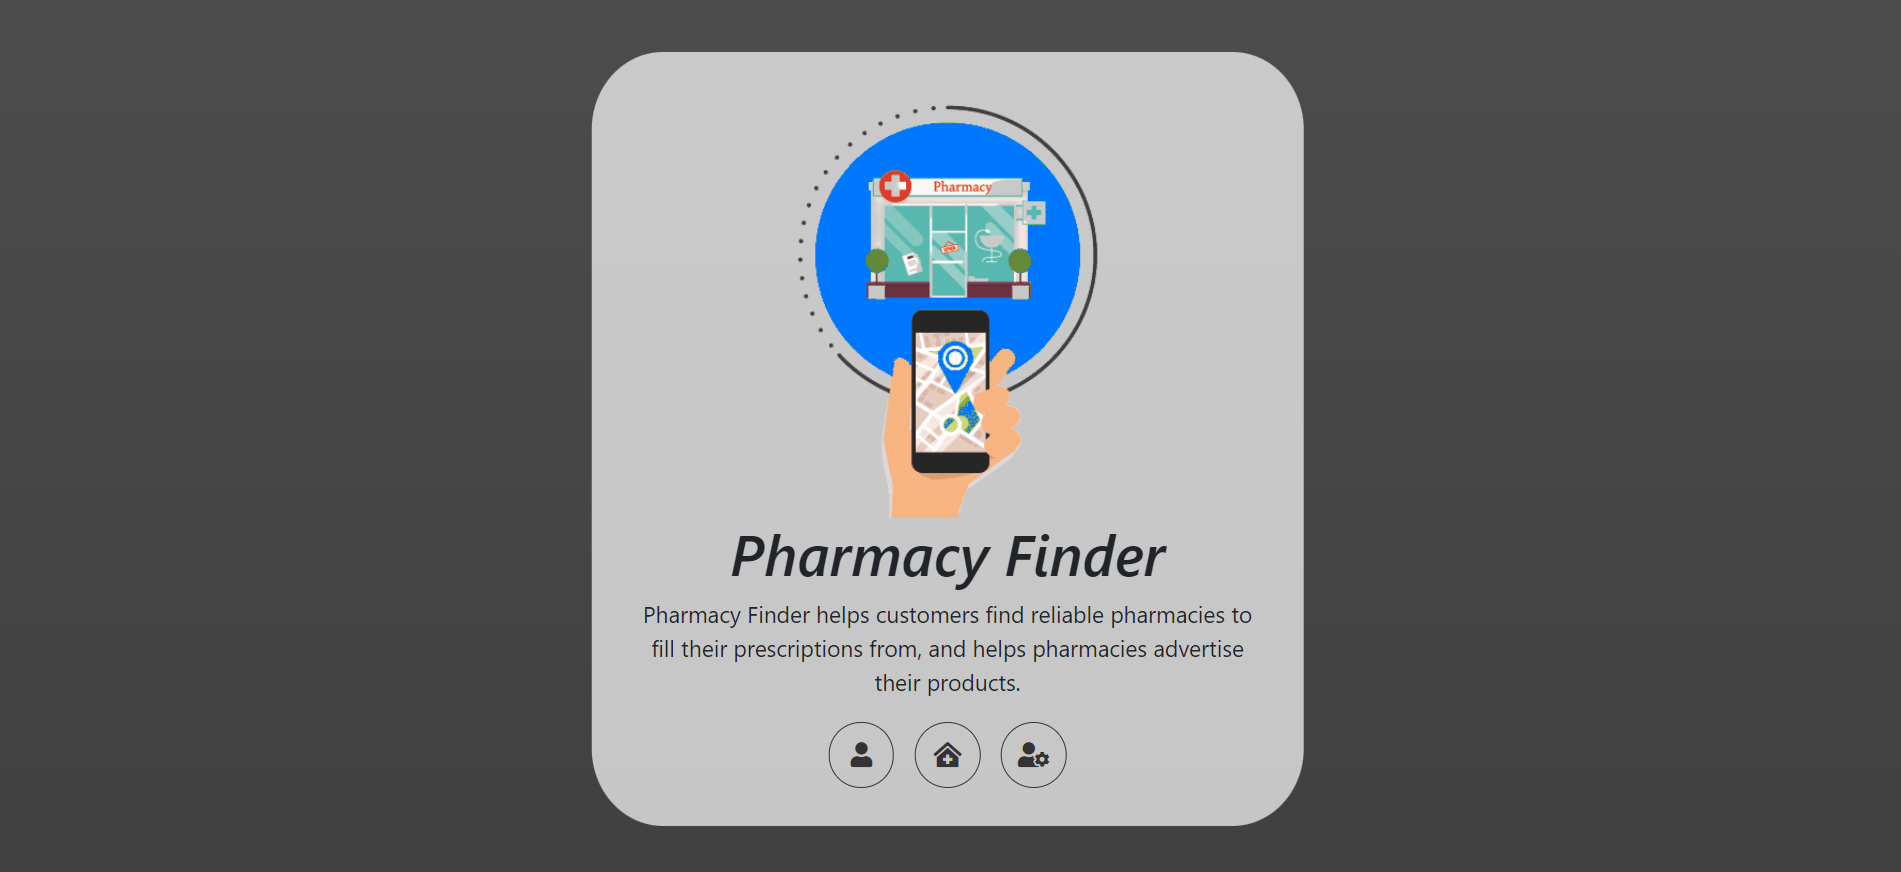 Pharmacy
OPEN
Pharmacy Finder
Pharmacy Finder helps customers find reliable pharmacies to
fill their prescriptions from, and helps pharmacies advertise
their products.